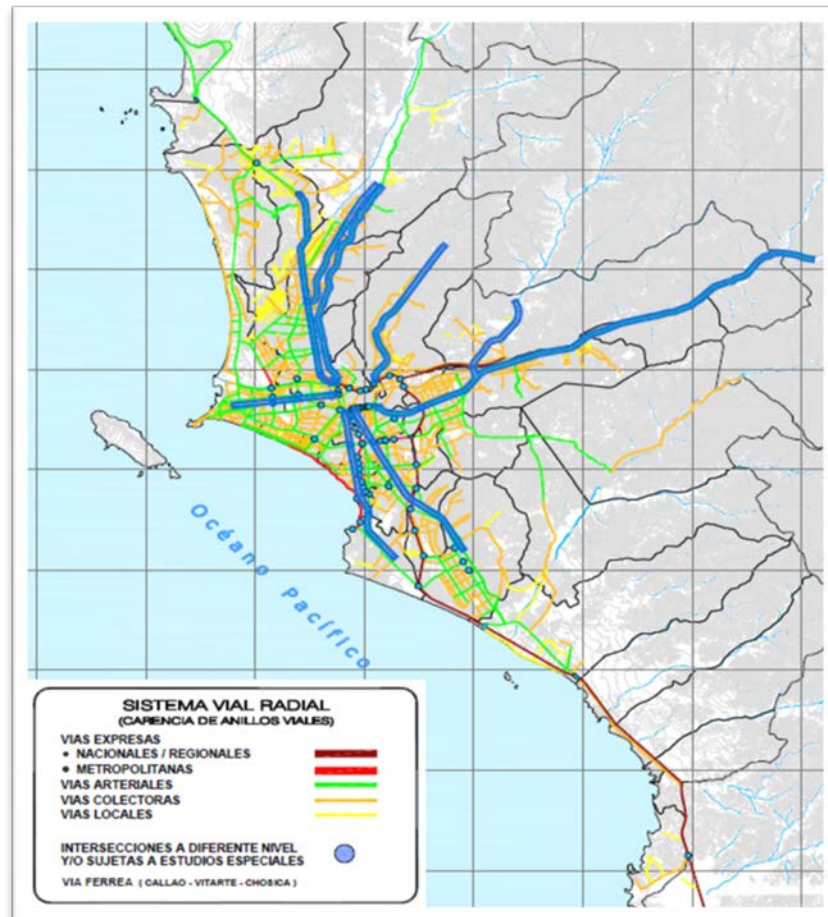 Océano Pacífico
SISTEMA VIAL RADIAL
(CARENCIA DE ANILLOS VIALES)
VIAS EXPRESAS
• NACIONALES / REGIONALES
• METROPOLITANAS
VIAS ARTERIALES
VIAS COLECTORAS
VIAS LOCALES
INTERSECCIONES A DIFERENTE NIVEL
Y/O SUJETAS A ESTUDIOS ESPECIALES
VIA FERREA ( CALLAO - VITARTE - CHOSICA )